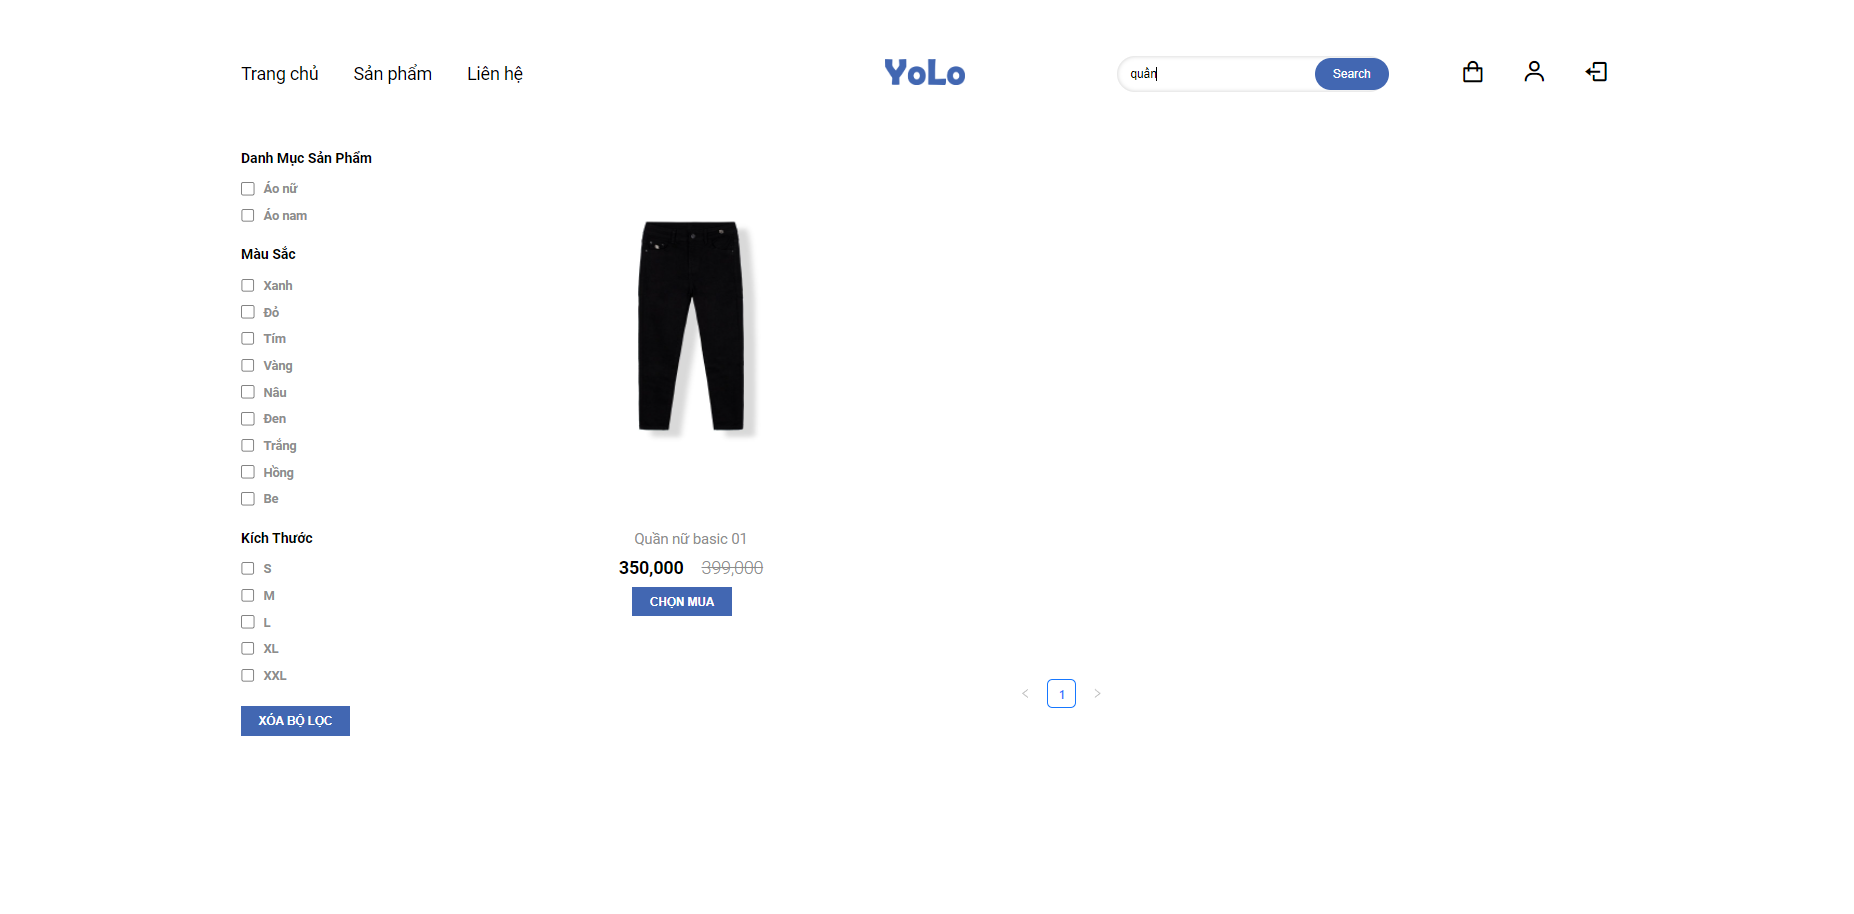 Trang chủ Sản phẩm Liên hệ YoLo quần Search
Danh Mục Sản Phẩm
Áo nữ
Áo nam
Màu Sắc
Xanh
Đỏ
Tím
Vàng
Nâu
Đen
Trắng
Hồng
Be
Kích Thước
S
M
L
XL
XXL
XÓA BỘ LỌC
Quần nữ basic 01
350,000 399,000
CHỌN MUA
1